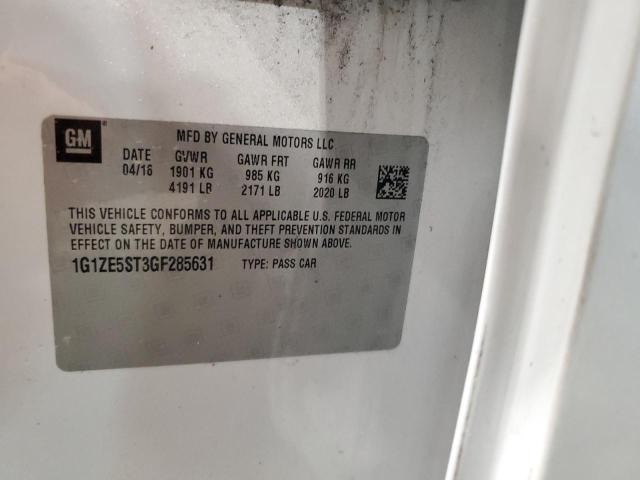 GM
MFD BY GENERAL MOTORS LLC
DATE GVWR GAWR FRT GAWR RR
04/16 1901 KG 985 KG 916 KG
4191 LB 2171 LB 2020 LB
THIS VEHICLE CONFORMS TO ALL APPLICABLE U.S. FEDERAL MOTOR
VEHICLE SAFETY, BUMPER, AND THEFT PREVENTION STANDARDS IN
EFFECT ON THE DATE OF MANUFACTURE SHOWN ABOVE.
1G1ZE5ST3GF285631 TYPE: PASS CAR